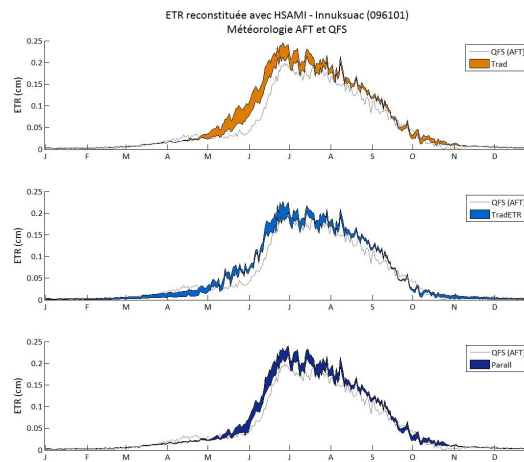 ETR reconstituée avec HSAMI - Innuksuac (096101)
Météorologie AFT et QFS
ETR (cm)
0.25
0.2
0.15
0.1
0.05
0
J F M A M J J A S O N D
QFS (AFT)
Trad
ETR (cm)
0.25
0.2
0.15
0.1
0.05
0
J F M A M J J A S O N D
QFS (AFT)
TradETR
ETR (cm)
0.25
0.2
0.15
0.1
0.05
0
J F M A M J J A S O N D
QFS (AFT)
Parall